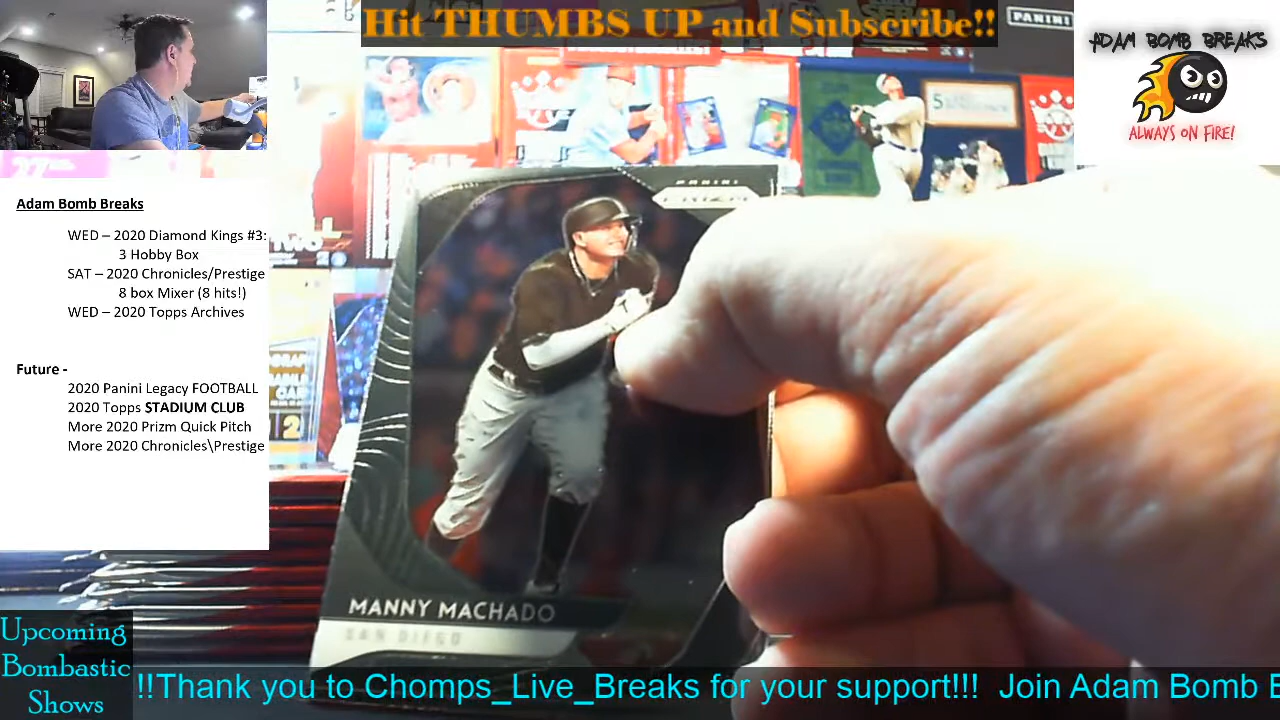 Hit THUMBS UP and Subscribe!!
PANINI
ADAM BOMB BREAKS
ALWAYS ON FIRE!
Adam Bomb Breaks
WED – 2020 Diamond Kings #3:
3 Hobby Box
SAT – 2020 Chronicles/Prestige
8 box Mixer (8 hits!)
WED – 2020 Topps Archives
Future -
2020 Panini Legacy FOOTBALL
2020 Topps STADIUM CLUB
More 2020 Prizm Quick Pitch
More 2020 Chronicles\Prestige
PANINI
MANNY MACHADO
SAN DIEGO
Upcoming
Bombastic
Shows
!!Thank you to Chomps_Live_Breaks for your support!!! Join Adam Bomb